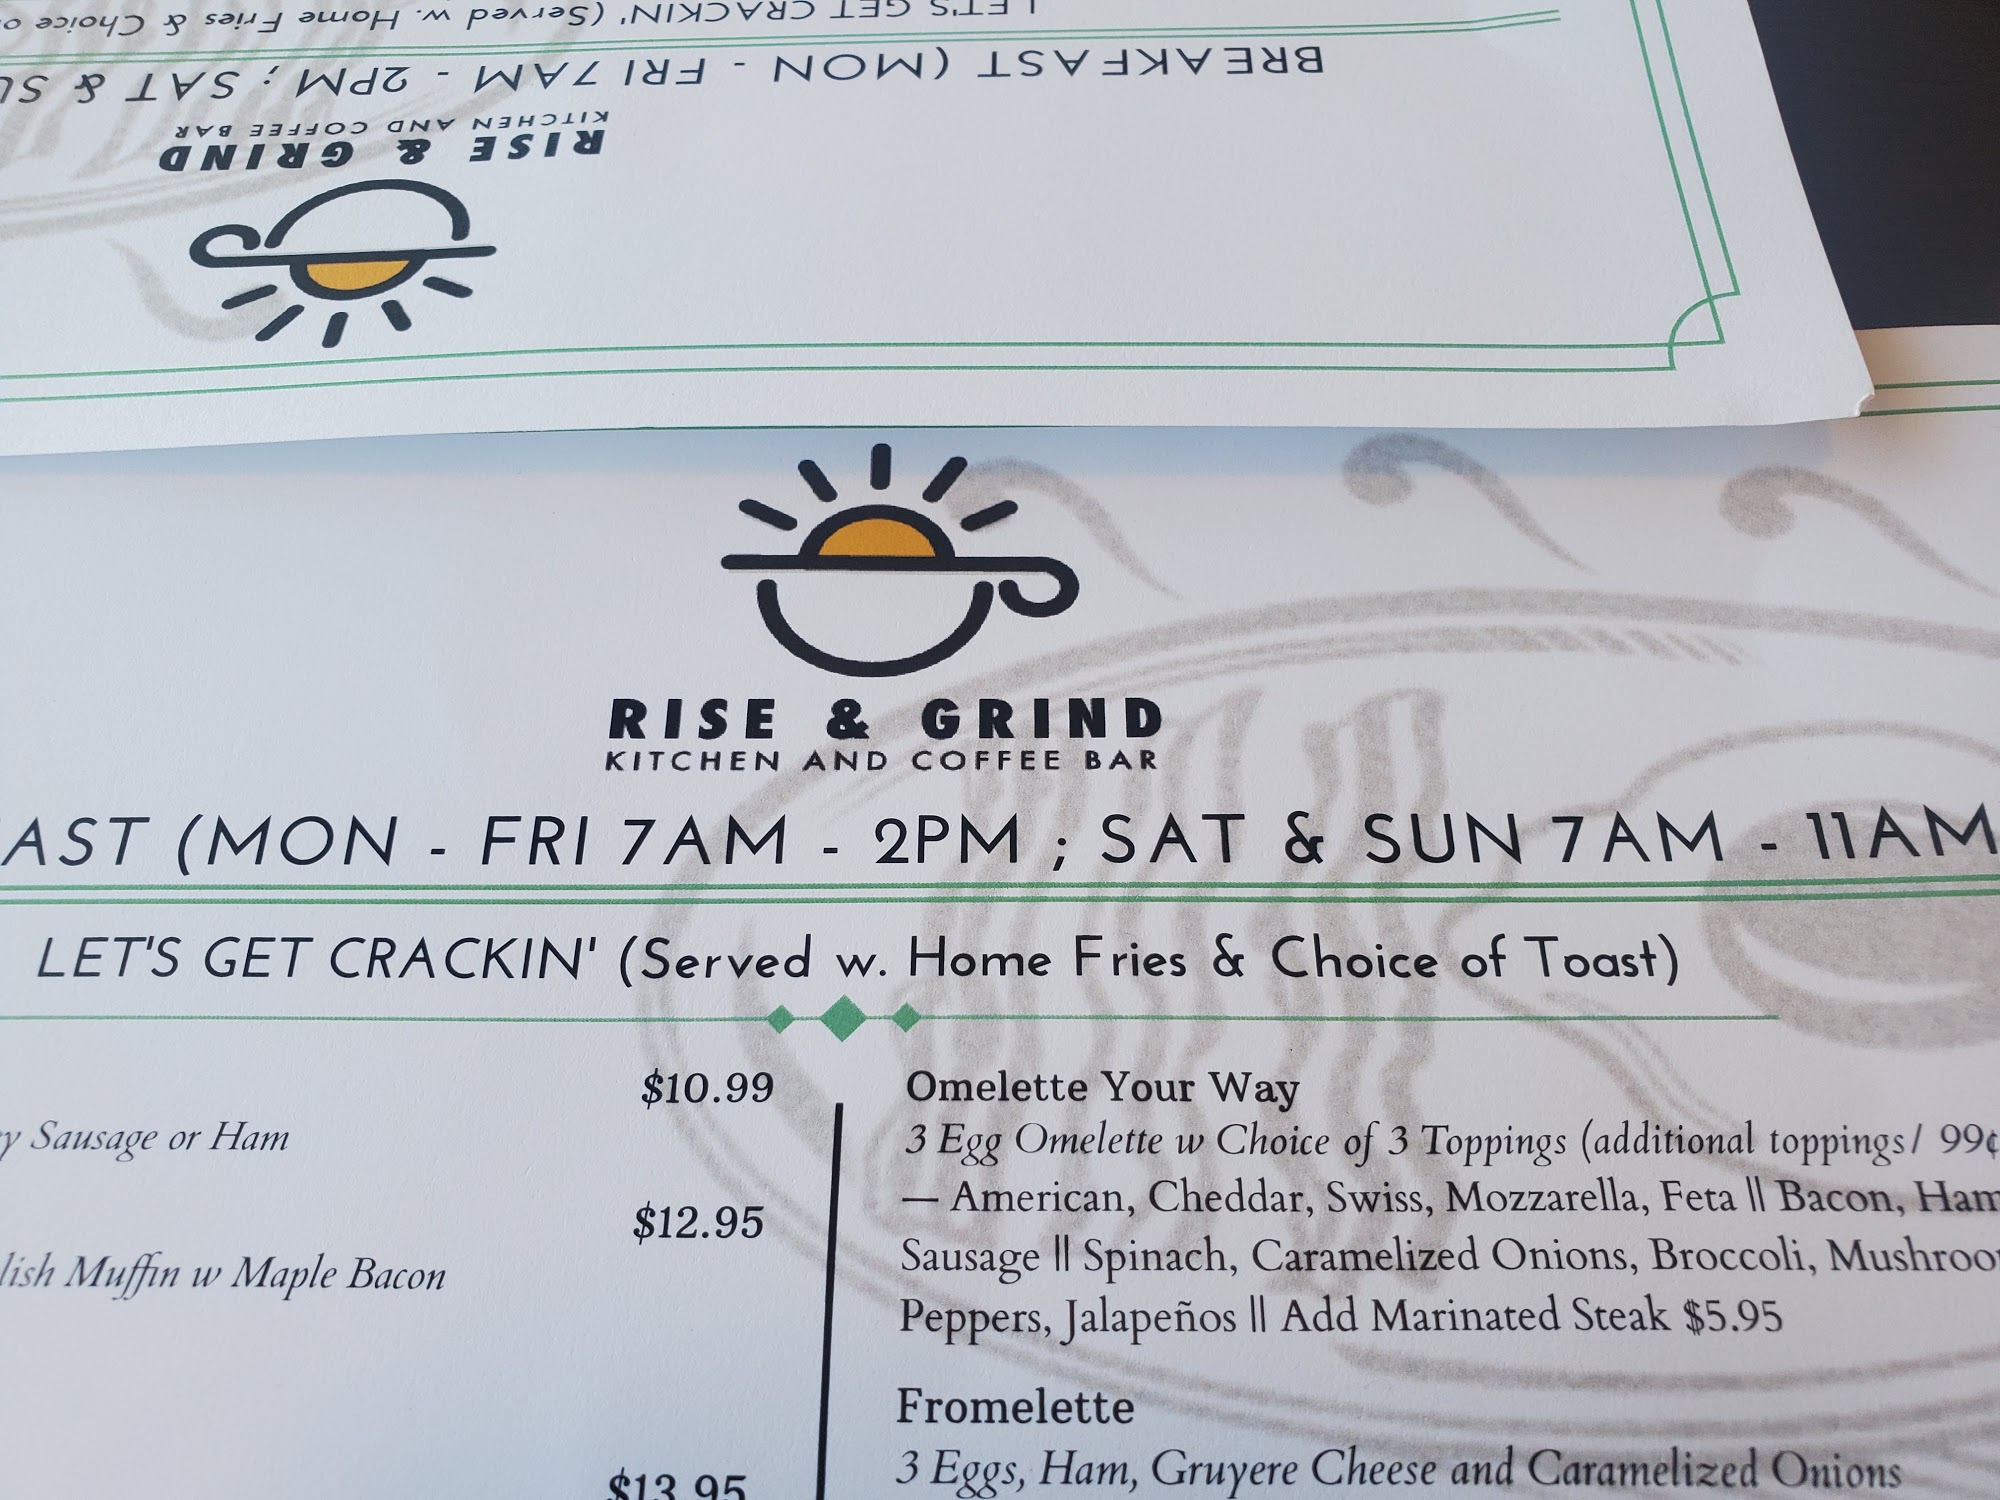 LET'S GET CRACKIN' (Served w. Home Fries & Choice
BREAKFAST (MON - FRI 7AM - 2PM ; SAT &
RISE & GRIND
KITCHEN AND COFFEE BAR
RISE & GRIND
KITCHEN AND COFFEE BAR
AST (MON - FRI 7AM - 2PM ; SAT & SUN 7AM - 11AM
LET'S GET CRACKIN' (Served w. Home Fries & Choice of Toast)
$10.99
y Sausage or Ham
$12.95
lish Muffin w Maple Bacon
$13.95
Omelette Your Way
3 Egg Omelette w Choice of 3 Toppings (additional toppings/ 99¢
— American, Cheddar, Swiss, Mozzarella, Feta || Bacon, Ham
Sausage || Spinach, Caramelized Onions, Broccoli, Mushroo
Peppers, Jalapeños || Add Marinated Steak $5.95
Fromelette
3 Eggs, Ham, Gruyere Cheese and Caramelized Onions